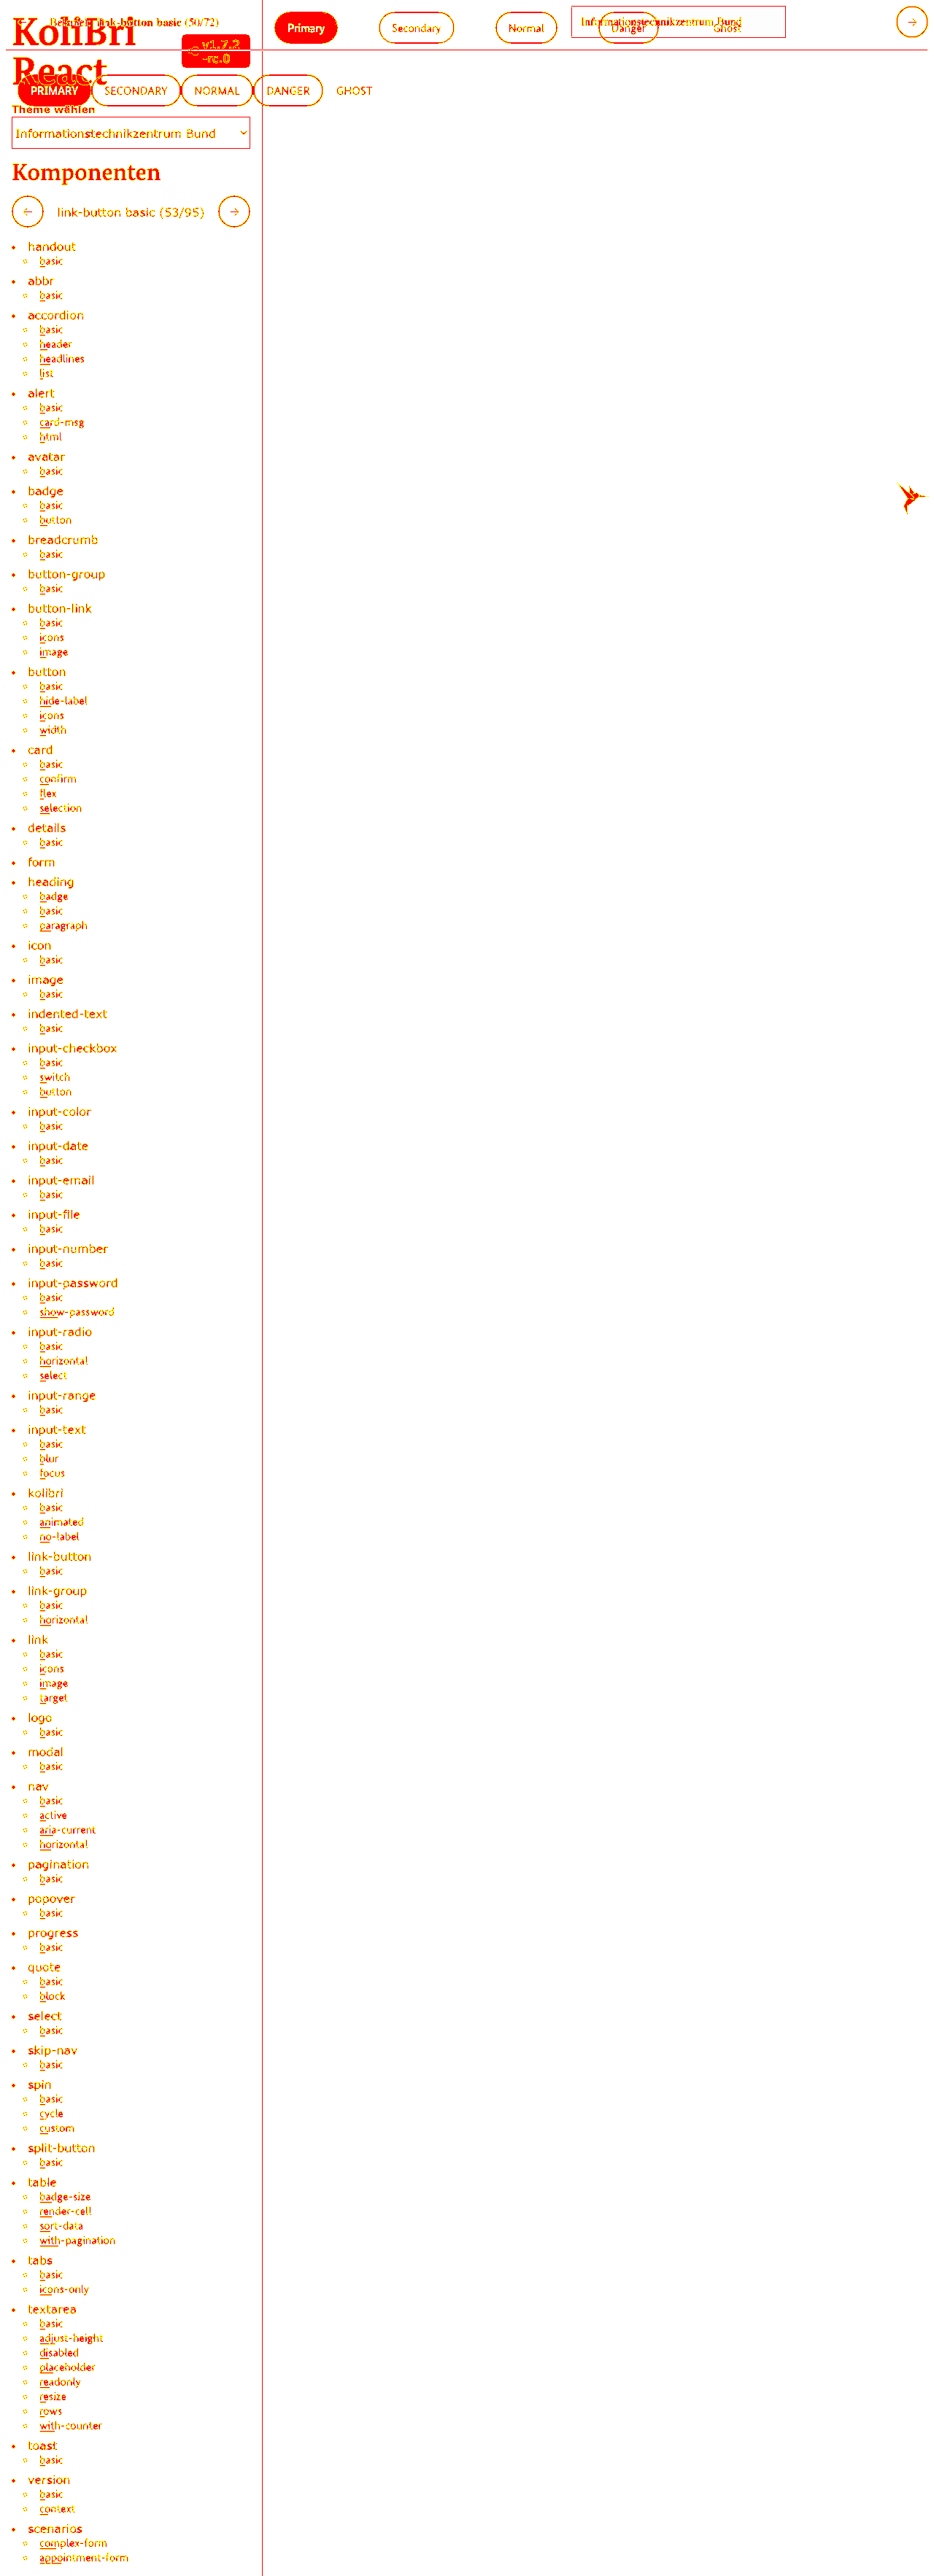 KoliBri
React
v1.7.2
-rc.0
link-button basic (50/72)
Primary
Secondary
Normal
Danger
Ghost
Informationstechnikzentrum Bund
PRIMARY
SECONDARY
NORMAL
DANGER
GHOST
Theme wählen
Informationstechnikzentrum Bund
Komponenten
link-button basic (53/95)
handout
basic
abbr
basic
accordion
basic
header
headlines
list
alert
basic
card-msg
html
avatar
basic
badge
basic
button
breadcrumb
basic
button-group
basic
button-link
basic
icons
image
button
basic
hide-label
icons
width
card
basic
confirm
flex
selection
details
basic
form
heading
badge
basic
paragraph
icon
basic
image
basic
indented-text
basic
input-checkbox
basic
switch
button
input-color
basic
input-date
basic
input-email
basic
input-file
basic
input-number
basic
input-password
basic
show-password
input-radio
basic
horizontal
select
input-range
basic
input-text
basic
blur
focus
kolibri
basic
animated
no-label
link-button
basic
link-group
basic
horizontal
link
basic
icons
image
target
logo
basic
modal
basic
nav
basic
active
aria-current
horizontal
pagination
basic
popover
basic
progress
basic
quote
basic
block
select
basic
skip-nav
basic
spin
basic
cycle
custom
split-button
basic
table
badge-size
render-cell
sort-data
with-pagination
tabs
basic
icons-only
textarea
basic
adjust-height
disabled
placeholder
readonly
resize
rows
with-counter
toast
basic
version
basic
context
scenarios
complex-form
appointment-form